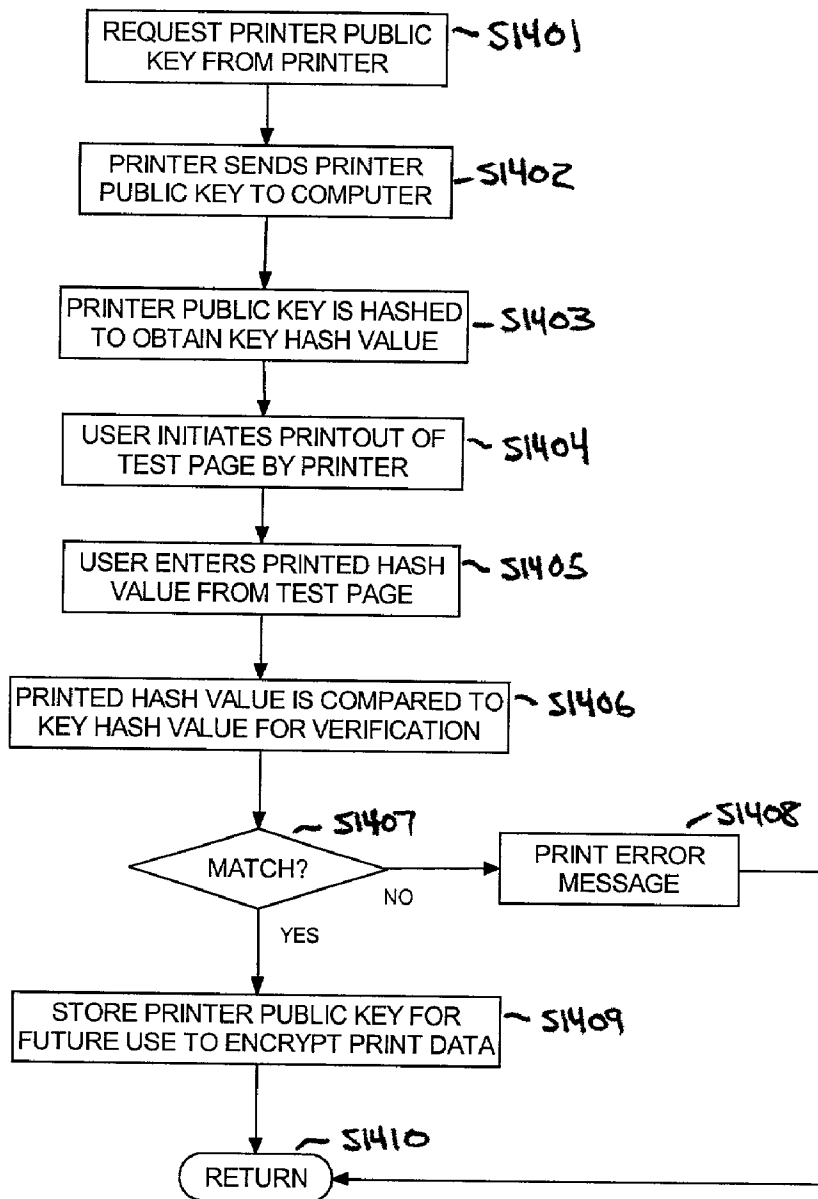 REQUEST PRINTER PUBLIC
KEY FROM PRINTER
S1401
PRINTER SENDS PRINTER
PUBLIC KEY TO COMPUTER
S1402
PRINTER PUBLIC KEY IS HASHED
TO OBTAIN KEY HASH VALUE
S1403
USER INITIATES PRINTOUT OF
TEST PAGE BY PRINTER
S1404
USER ENTERS PRINTED HASH
VALUE FROM TEST PAGE
S1405
PRINTED HASH VALUE IS COMPARED TO
KEY HASH VALUE FOR VERIFICATION
S1406
S1407
MATCH?
NO
YES
S1408
PRINT ERROR
MESSAGE
STORE PRINTER PUBLIC KEY FOR
FUTURE USE TO ENCRYPT PRINT DATA
S1409
S1410
RETURN